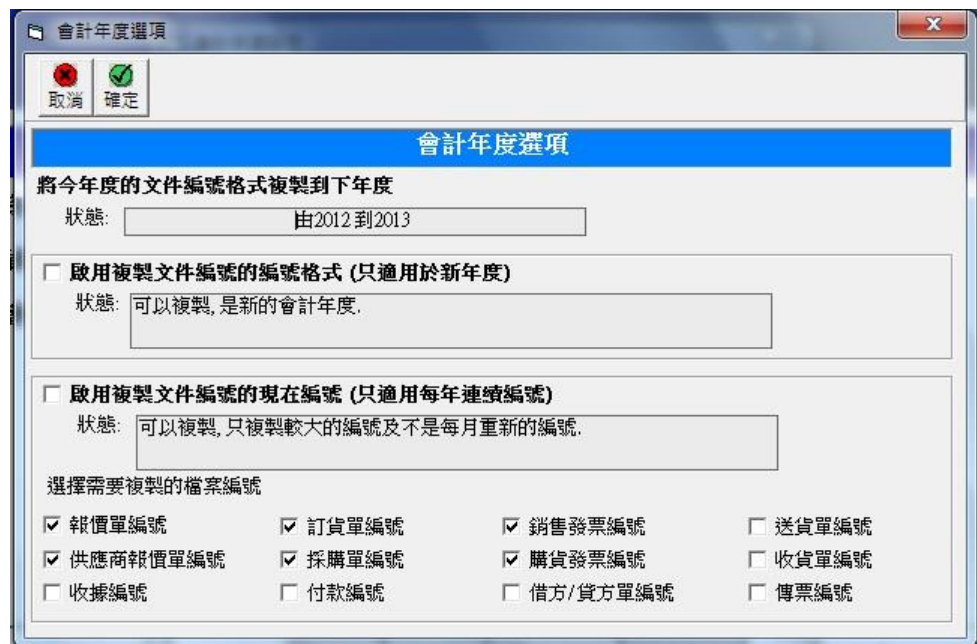 會計年度選項
取消 確定
會計年度選項
將今年度的文件編號格式複製到下年度
狀態: 由2012 到2013
啟用複製文件編號的編號格式 (只適用於新年度)
狀態: 可以複製, 是新的會計年度.
啟用複製文件編號的現在編號 (只適用每年連續編號)
狀態: 可以複製, 只複製較大的編號及不是每月重新的編號.
選擇需要複製的檔案編號
報價單編號 訂貨單編號 銷售發票編號 送貨單編號
供應商報價單編號 採購單編號 購貨發票編號 收貨單編號
收據編號 付款編號 借方/貸方單編號 傳票編號